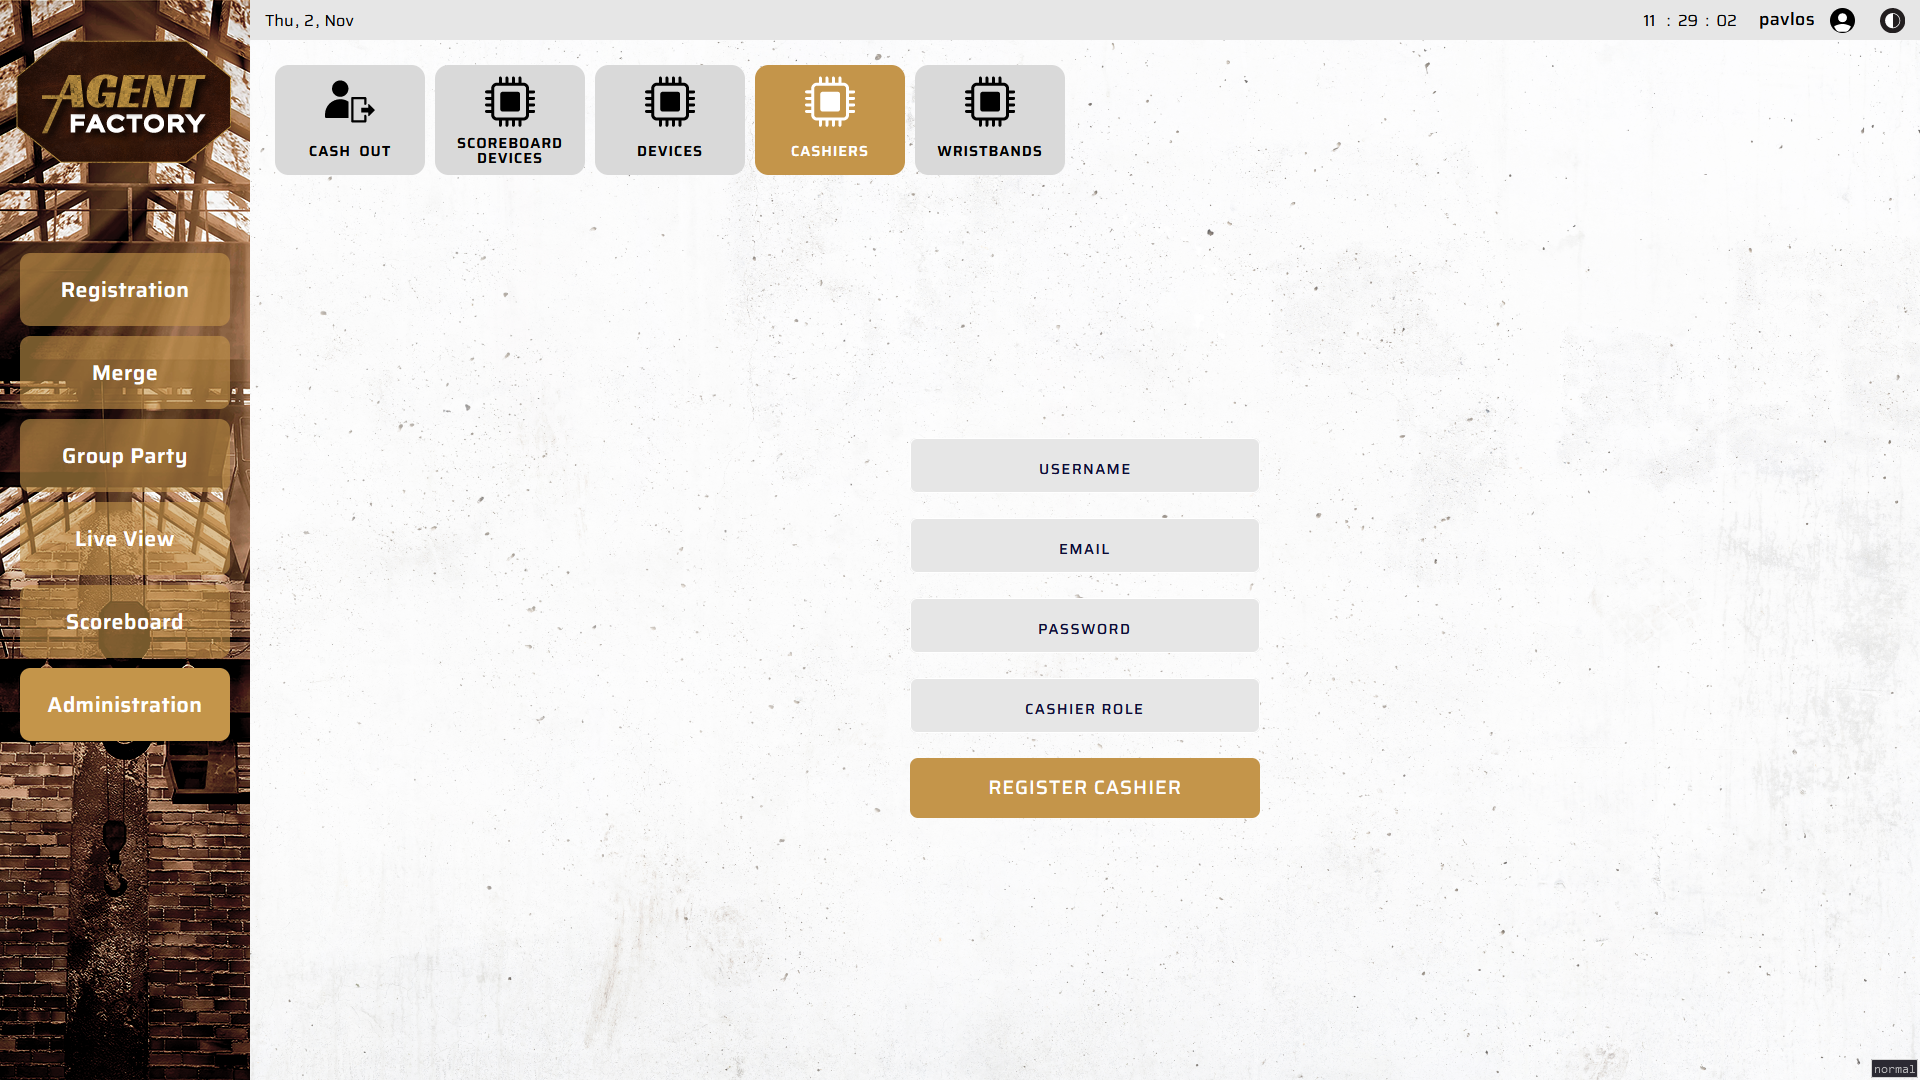 Thu, 2, Nov
11 : 29 : 02
pavlos
AGENT
FACTORY
CASH OUT
SCOREBOARD
DEVICES
DEVICES
CASHIERS
WRISTBANDS
Registration
Merge
Group Party
Live View
Scoreboard
Administration
USERNAME
EMAIL
PASSWORD
CASHIER ROLE
REGISTER CASHIER
normal